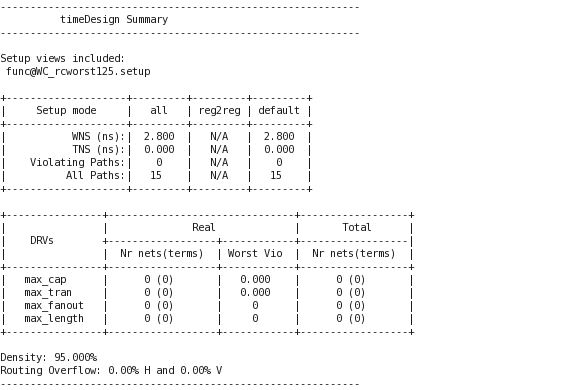 ------------------------------------------------------------
          timeDesign Summary
------------------------------------------------------------

Setup views included:
 func@WC_rcworst125.setup

+--------------------+---------+---------+---------+
|     Setup mode     |   all   | reg2reg | default |
+--------------------+---------+---------+---------+
|           WNS (ns):|  2.800  |   N/A   |  2.800  |
|           TNS (ns):|  0.000  |   N/A   |  0.000  |
|    Violating Paths:|    0    |   N/A   |    0    |
|          All Paths:|   15    |   N/A   |   15    |
+--------------------+---------+---------+---------+

+----------------+-------------------------------+------------------+
|                |              Real             |       Total      |
|    DRVs        +------------------+------------+------------------|
|                |  Nr nets(terms)  | Worst Vio  |  Nr nets(terms)  |
+----------------+------------------+------------+------------------+
|   max_cap      |      0 (0)       |   0.000    |      0 (0)       |
|   max_tran     |      0 (0)       |   0.000    |      0 (0)       |
|   max_fanout   |      0 (0)       |     0      |      0 (0)       |
|   max_length   |      0 (0)       |     0      |      0 (0)       |
+----------------+------------------+------------+------------------+

Density: 95.000%
Routing Overflow: 0.00% H and 0.00% V
------------------------------------------------------------